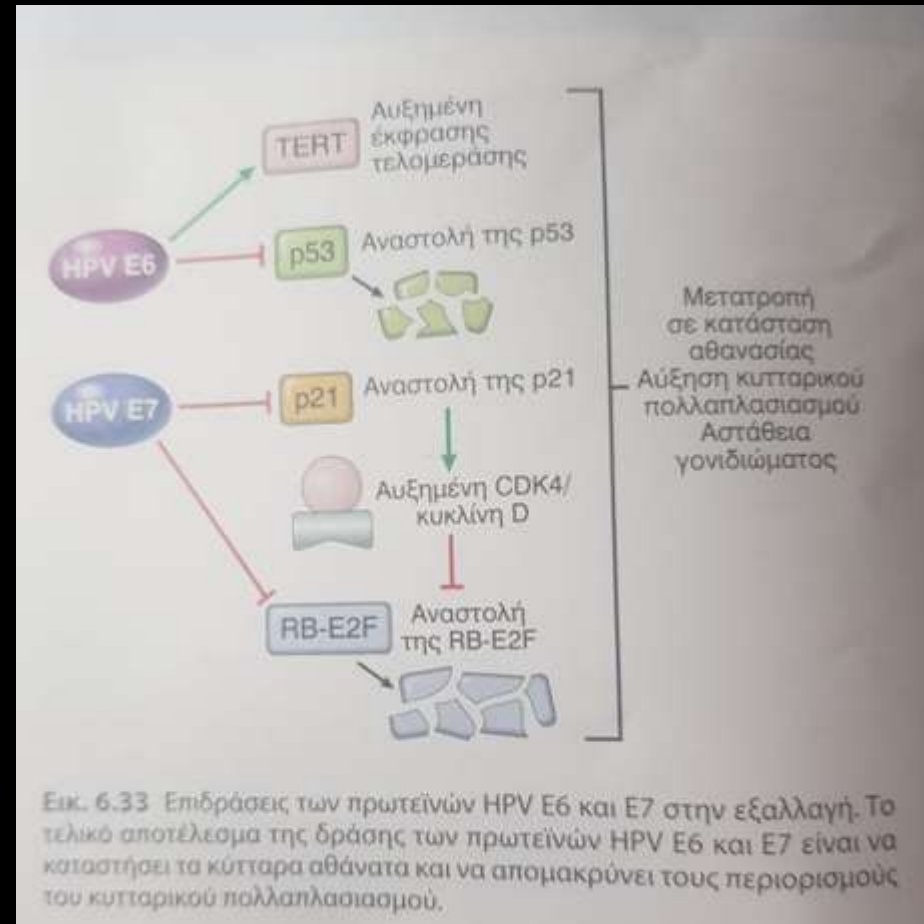 TERT
Αυξημένη
έκφρασης
τελομεράσης
HPV E6
p53
Αναστολή της p53
HPV E7
p21
Αναστολή της p21
Αυξημένη CDK4/
κυκλίνη D
RB-E2F
Αναστολή
της RB-E2F
Μετατροπή
σε κατάσταση
αθανασίας
Αύξηση κυτταρικού
πολλαπλασιασμού
Αστάθεια
γονιδιώματος
Εικ. 6.33 Επιδράσεις των πρωτεϊνών HPV E6 και E7 στην εξαλλαγή. Το
τελικό αποτέλεσμα της δράσης των πρωτεϊνών HPV E6 και E7 είναι να
καταστήσει τα κύτταρα αθάνατα και να απομακρύνει τους περιορισμούς
του κυτταρικού πολλαπλασιασμού.